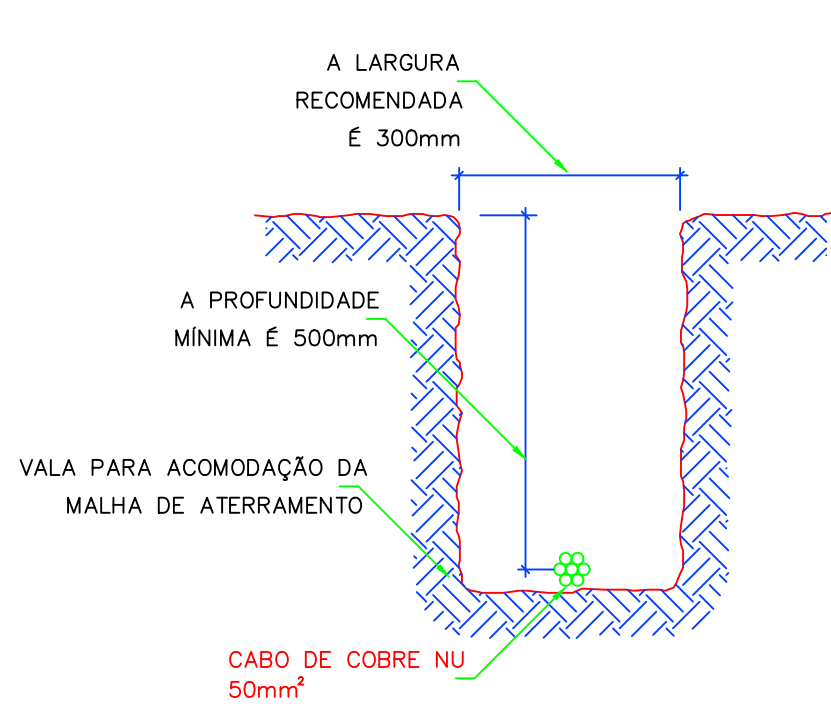 A LARGURA
RECOMENDADA
É 300mm
A PROFUNDIDADE
MÍNIMA É 500mm
VALA PARA ACOMODAÇÃO DA
MALHA DE ATERRAMENTO
CABO DE COBRE NU
50mm²